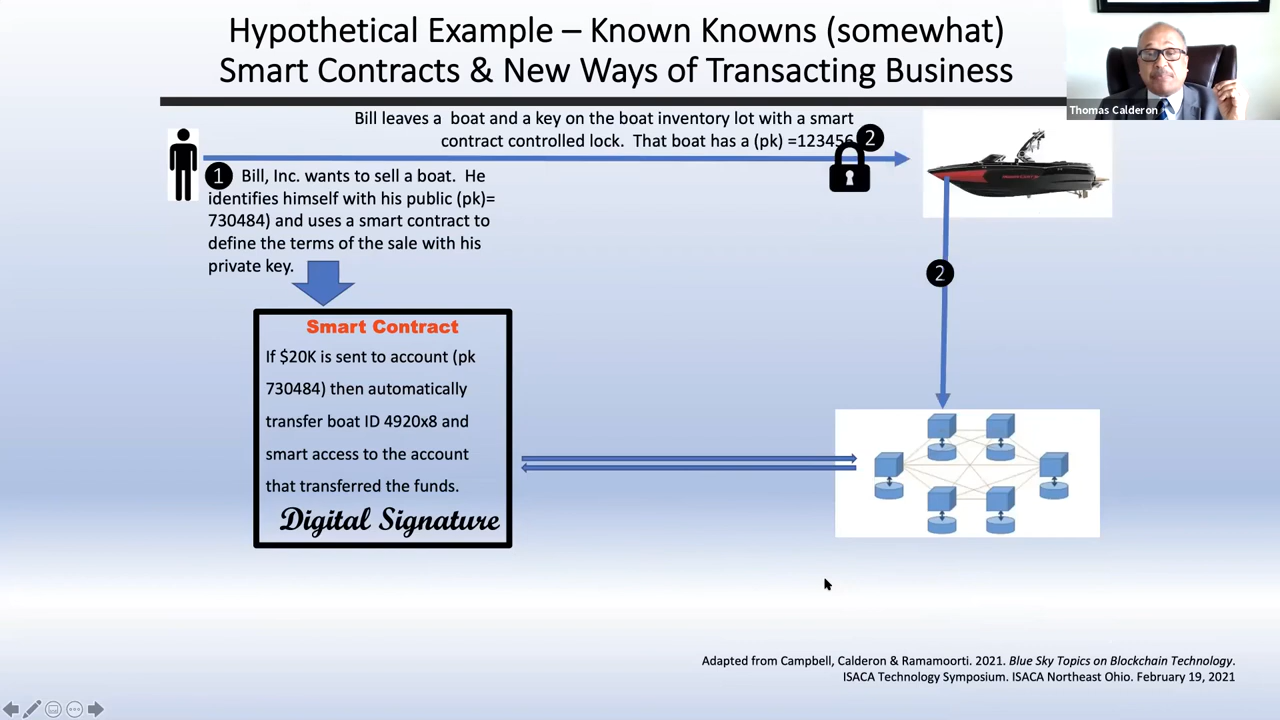 Hypothetical Example – Known Knowns (somewhat)
Smart Contracts & New Ways of Transacting Business
Thomas Calderon
Bill leaves a boat and a key on the boat inventory lot with a smart
contract controlled lock. That boat has a (pk) =123456
2
1
Bill, Inc. wants to sell a boat. He
identifies himself with his public (pk)=
730484) and uses a smart contract to
define the terms of the sale with his
private key.
2
Smart Contract
If $20K is sent to account (pk
730484) then automatically
transfer boat ID 4920x8 and
smart access to the account
that transferred the funds.
Digital Signature
Adapted from Campbell, Calderon & Ramamoorti. 2021. Blue Sky Topics on Blockchain Technology.
ISACA Technology Symposium. ISACA Northeast Ohio. February 19, 2021